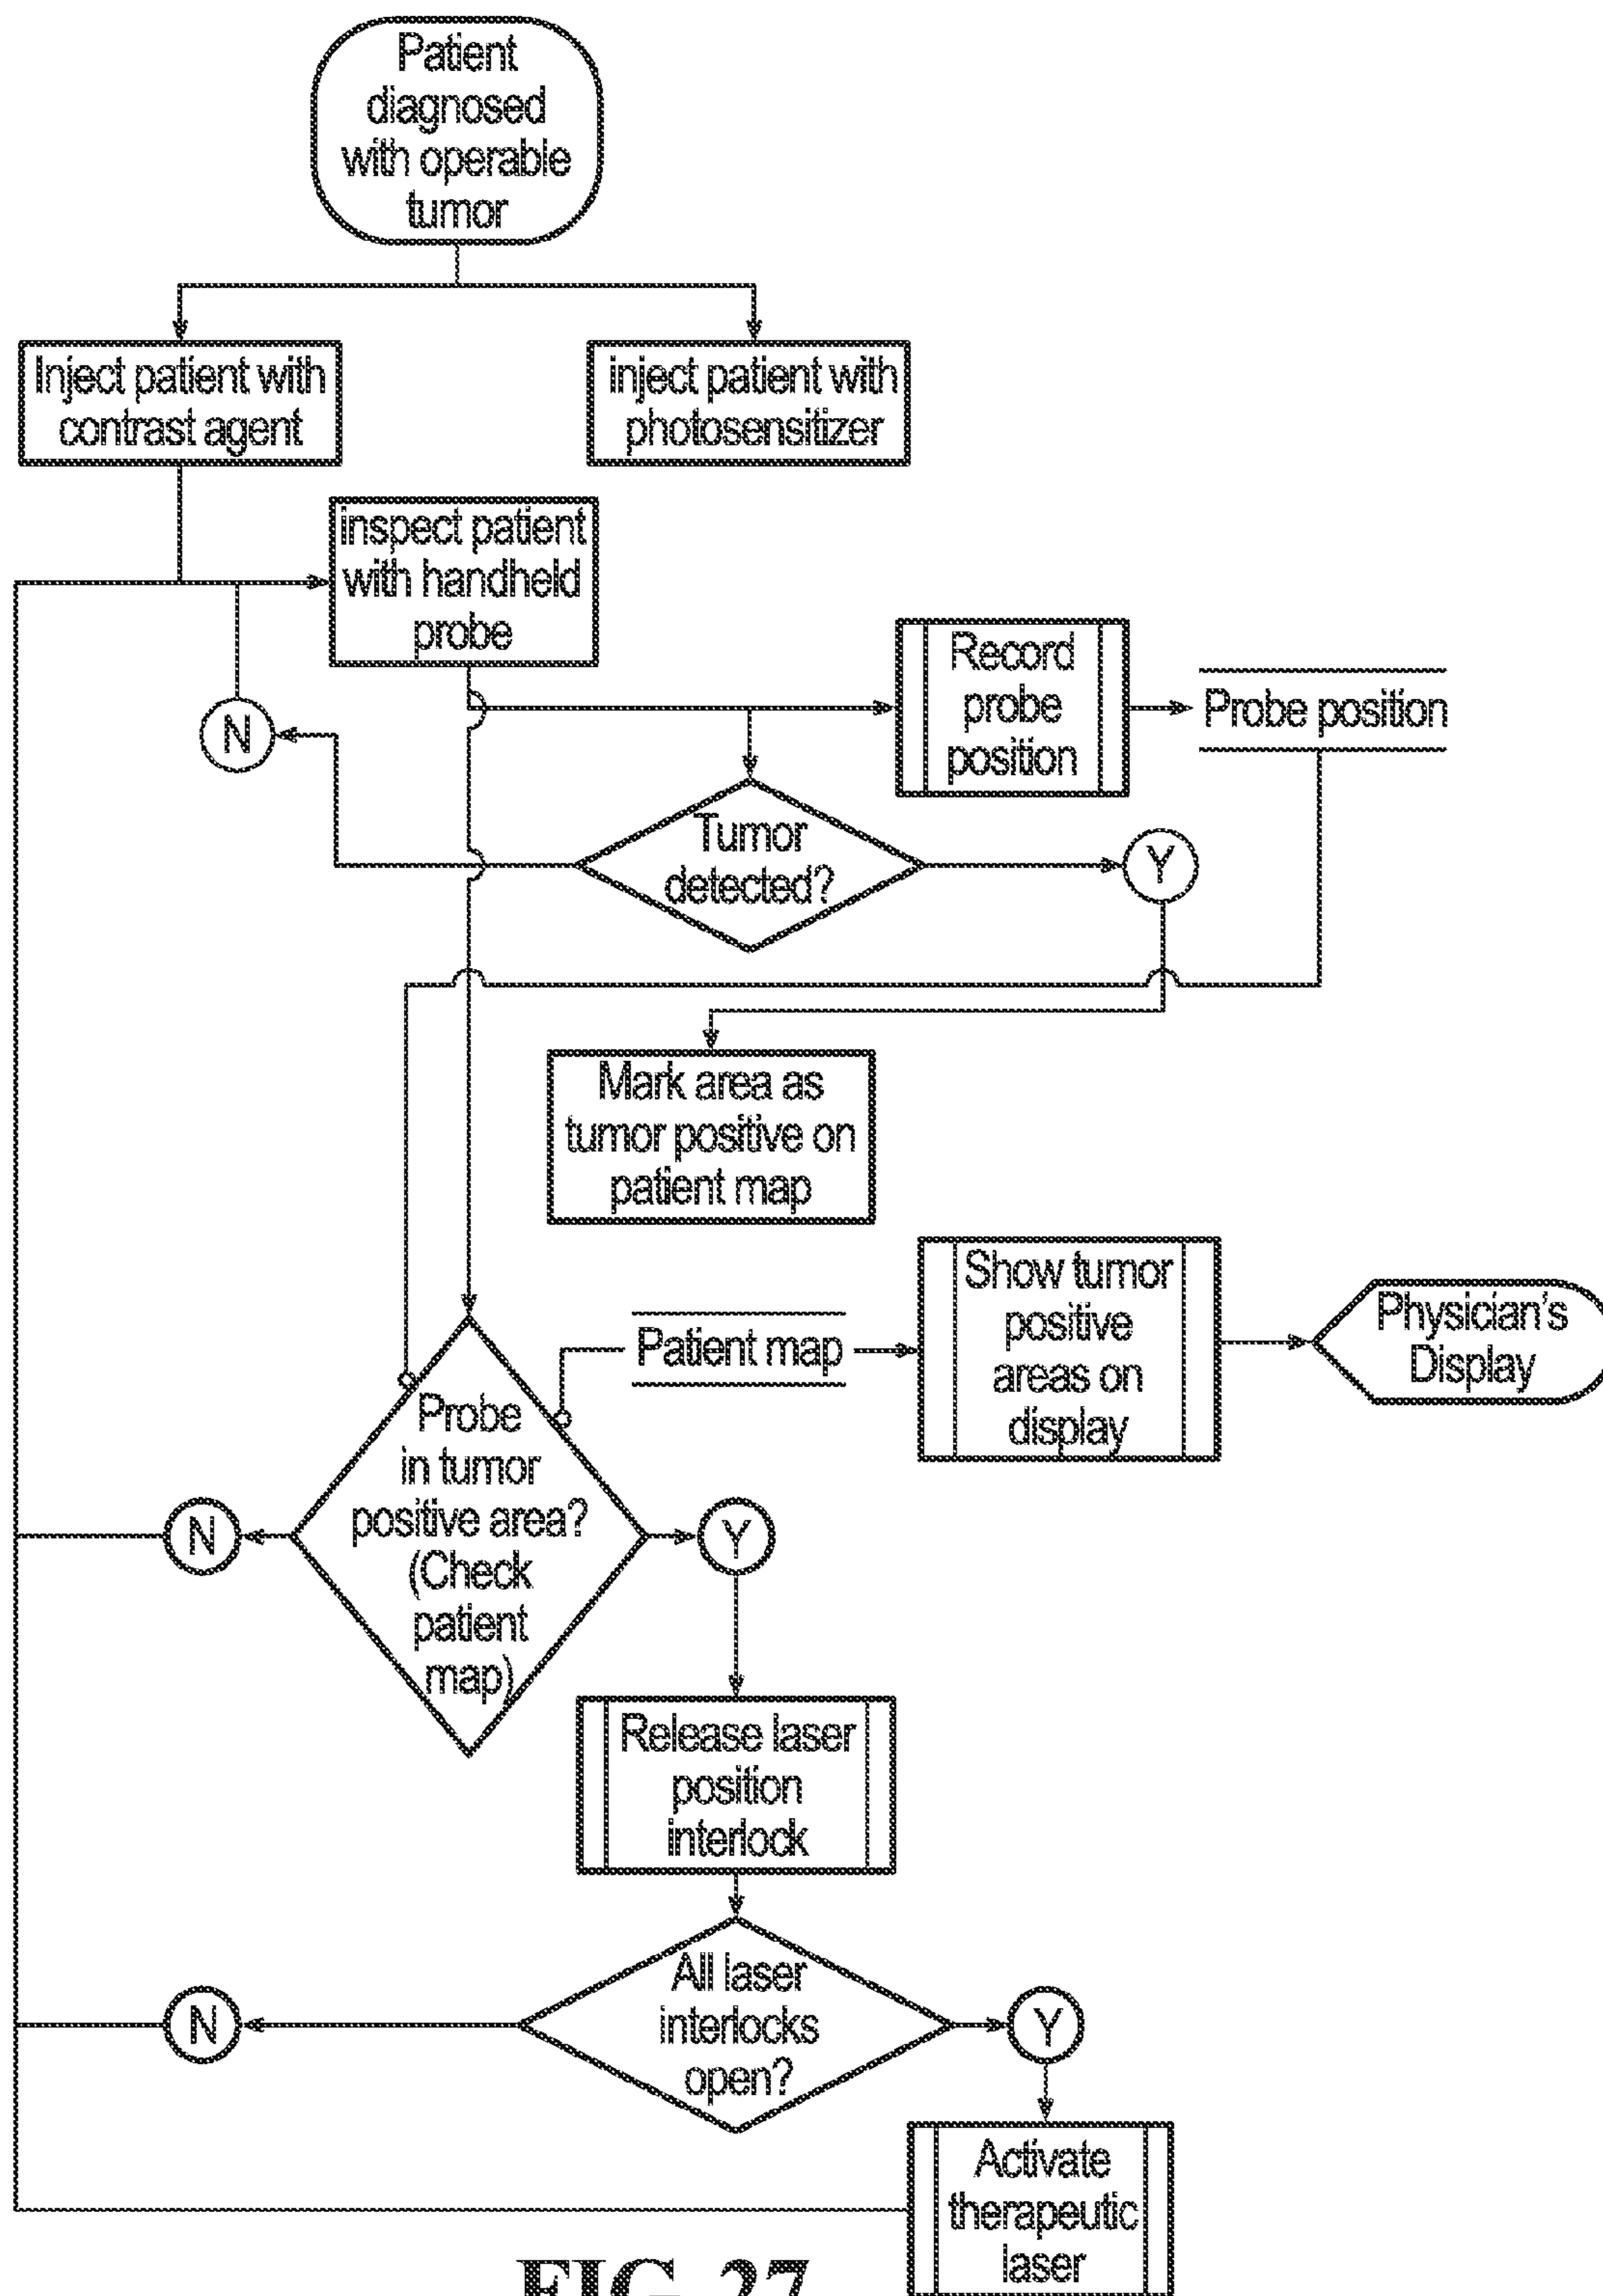 Patient
diagnosed
with operable
tumor
Inject patient with
contrast agent
inject patient with
photosensitizer
inspect patient
with handheld
probe
Record
probe
position
Probe position
N
Tumor
detected?
Y
Mark area as
tumor positive on
patient map
Show tumor
positive
areas on
display
Physician's
Display
Patient map
Probe
in tumor
positive area?
(Check
patient
map)
N
Y
Release laser
position
interlock
All laser
interlocks
open?
N
Y
Activate
therapeutic
laser
FIG. 27